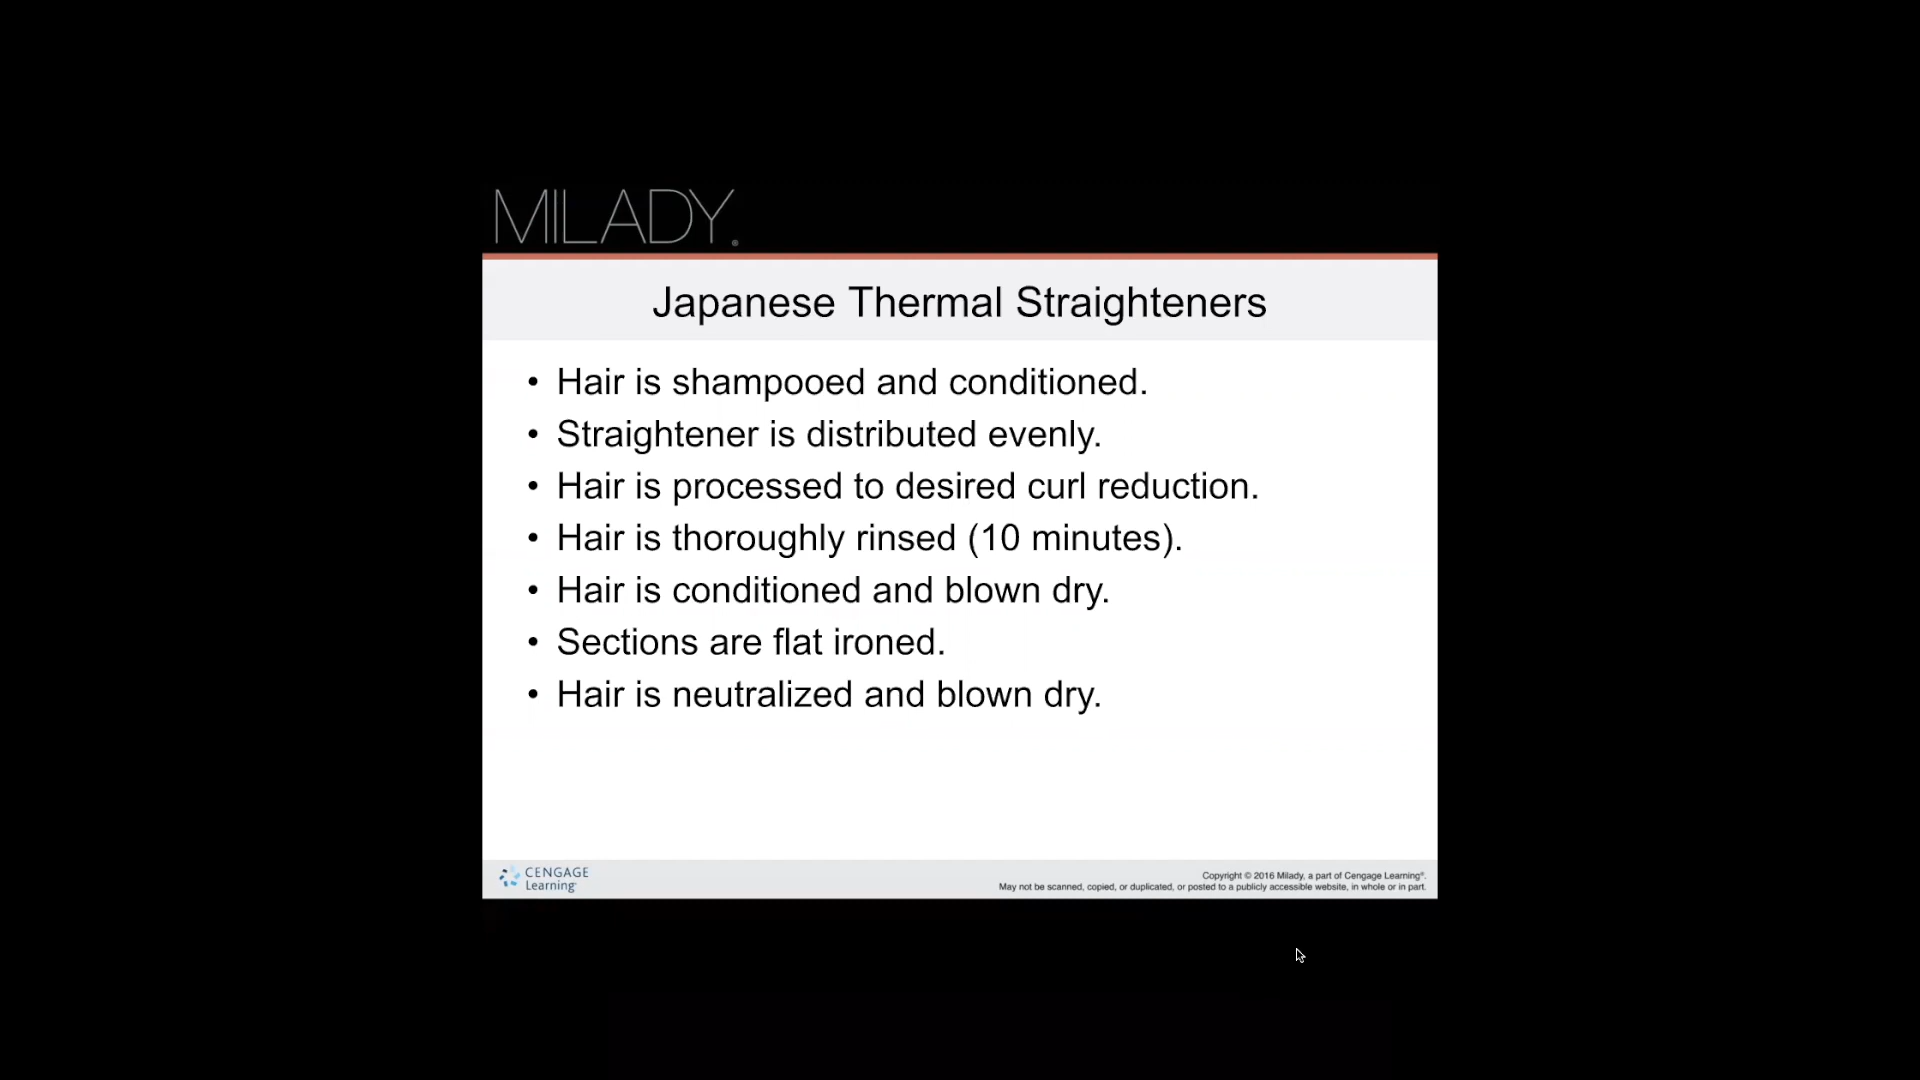 MILADY®
Japanese Thermal Straighteners
• Hair is shampooed and conditioned.
• Straightener is distributed evenly.
• Hair is processed to desired curl reduction.
• Hair is thoroughly rinsed (10 minutes).
• Hair is conditioned and blown dry.
• Sections are flat ironed.
• Hair is neutralized and blown dry.
CENGAGE
Learning
Copyright © 2016 Milady, a part of Cengage Learning®.
May not be scanned, copied, or duplicated, or posted to a publicly accessible website, in whole or in part.